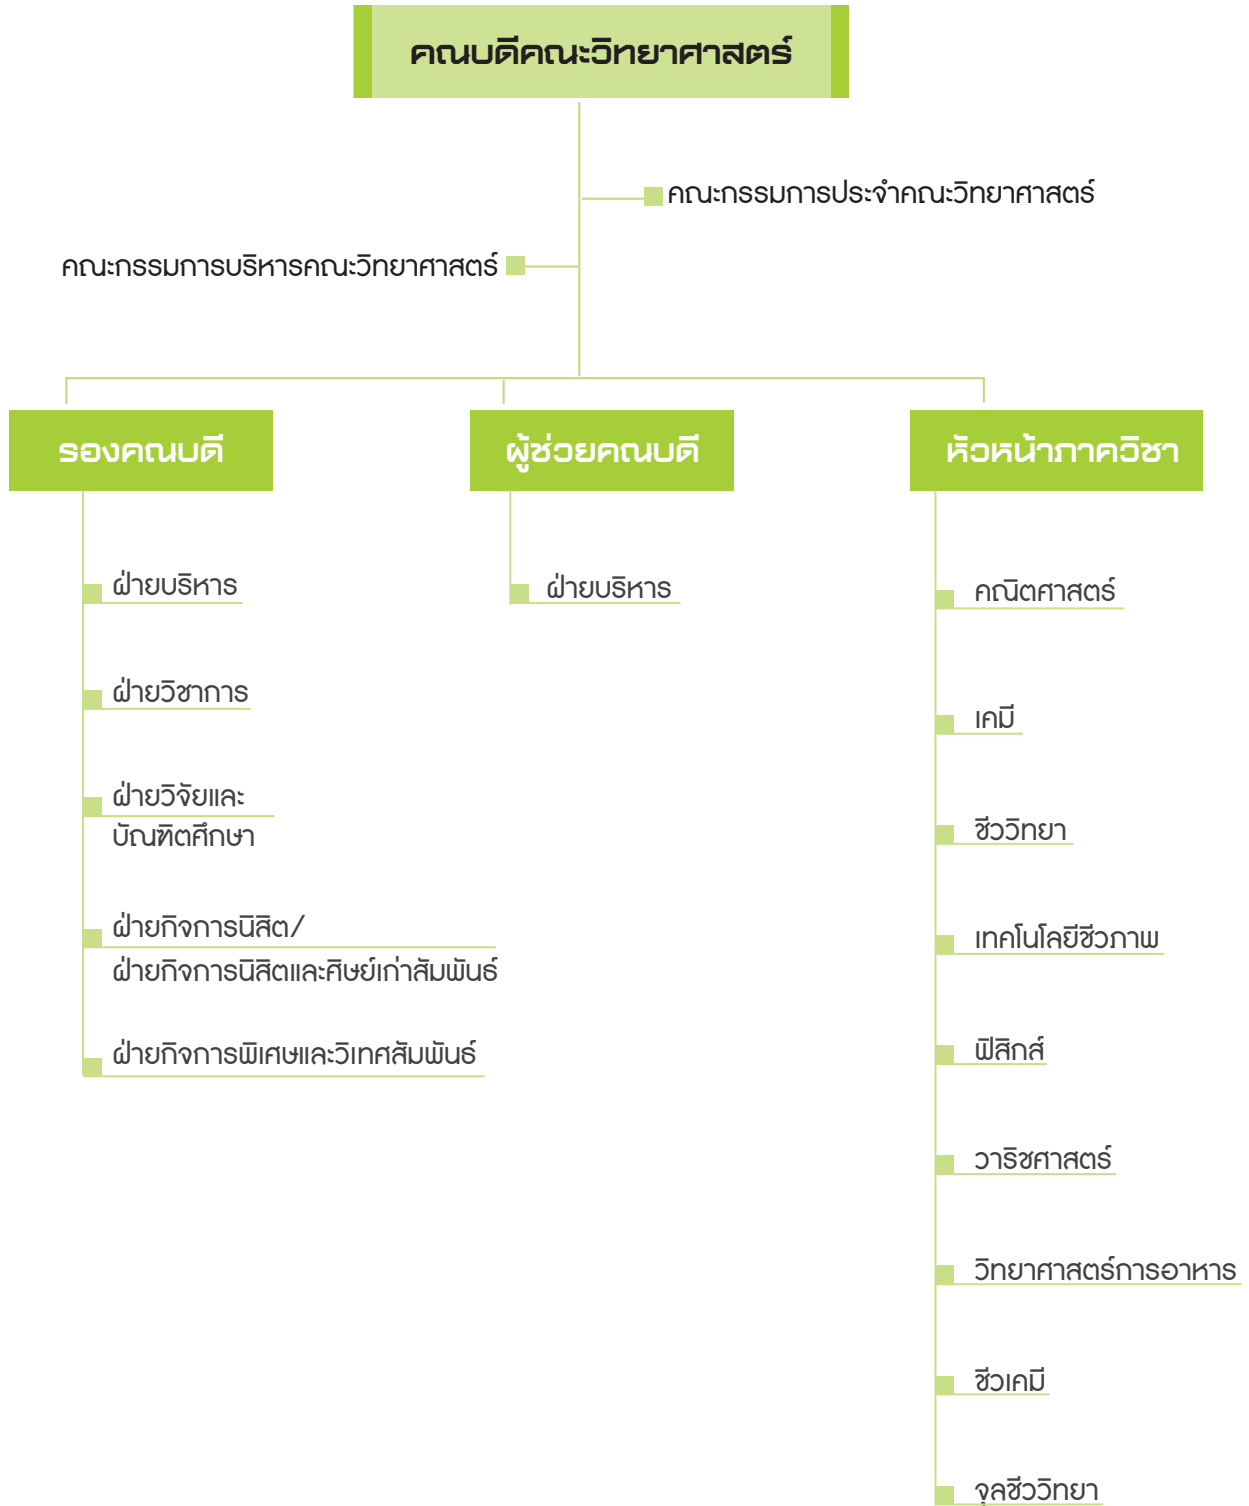 คณบดีคณะวิทยาศาสตร์
คณะกรรมการประจำคณะวิทยาศาสตร์
คณะกรรมการบริหารคณะวิทยาศาสตร์
รองคณบดี
ฝ่ายบริหาร
ฝ่ายวิชาการ
ฝ่ายวิจัยและ
บัณฑิตศึกษา
ฝ่ายกิจการนิสิต/
ฝ่ายกิจการนิสิตและศิษย์เก่าสัมพันธ์
ฝ่ายกิจการพิเศษและวิเทศสัมพันธ์
ผู้ช่วยคณบดี
ฝ่ายบริหาร
หัวหน้าภาควิชา
คณิตศาสตร์
เคมี
ชีววิทยา
เทคโนโลยีชีวภาพ
ฟิสิกส์
วาริชศาสตร์
วิทยาศาสตร์การอาหาร
ชีวเคมี
จุลชีววิทยา